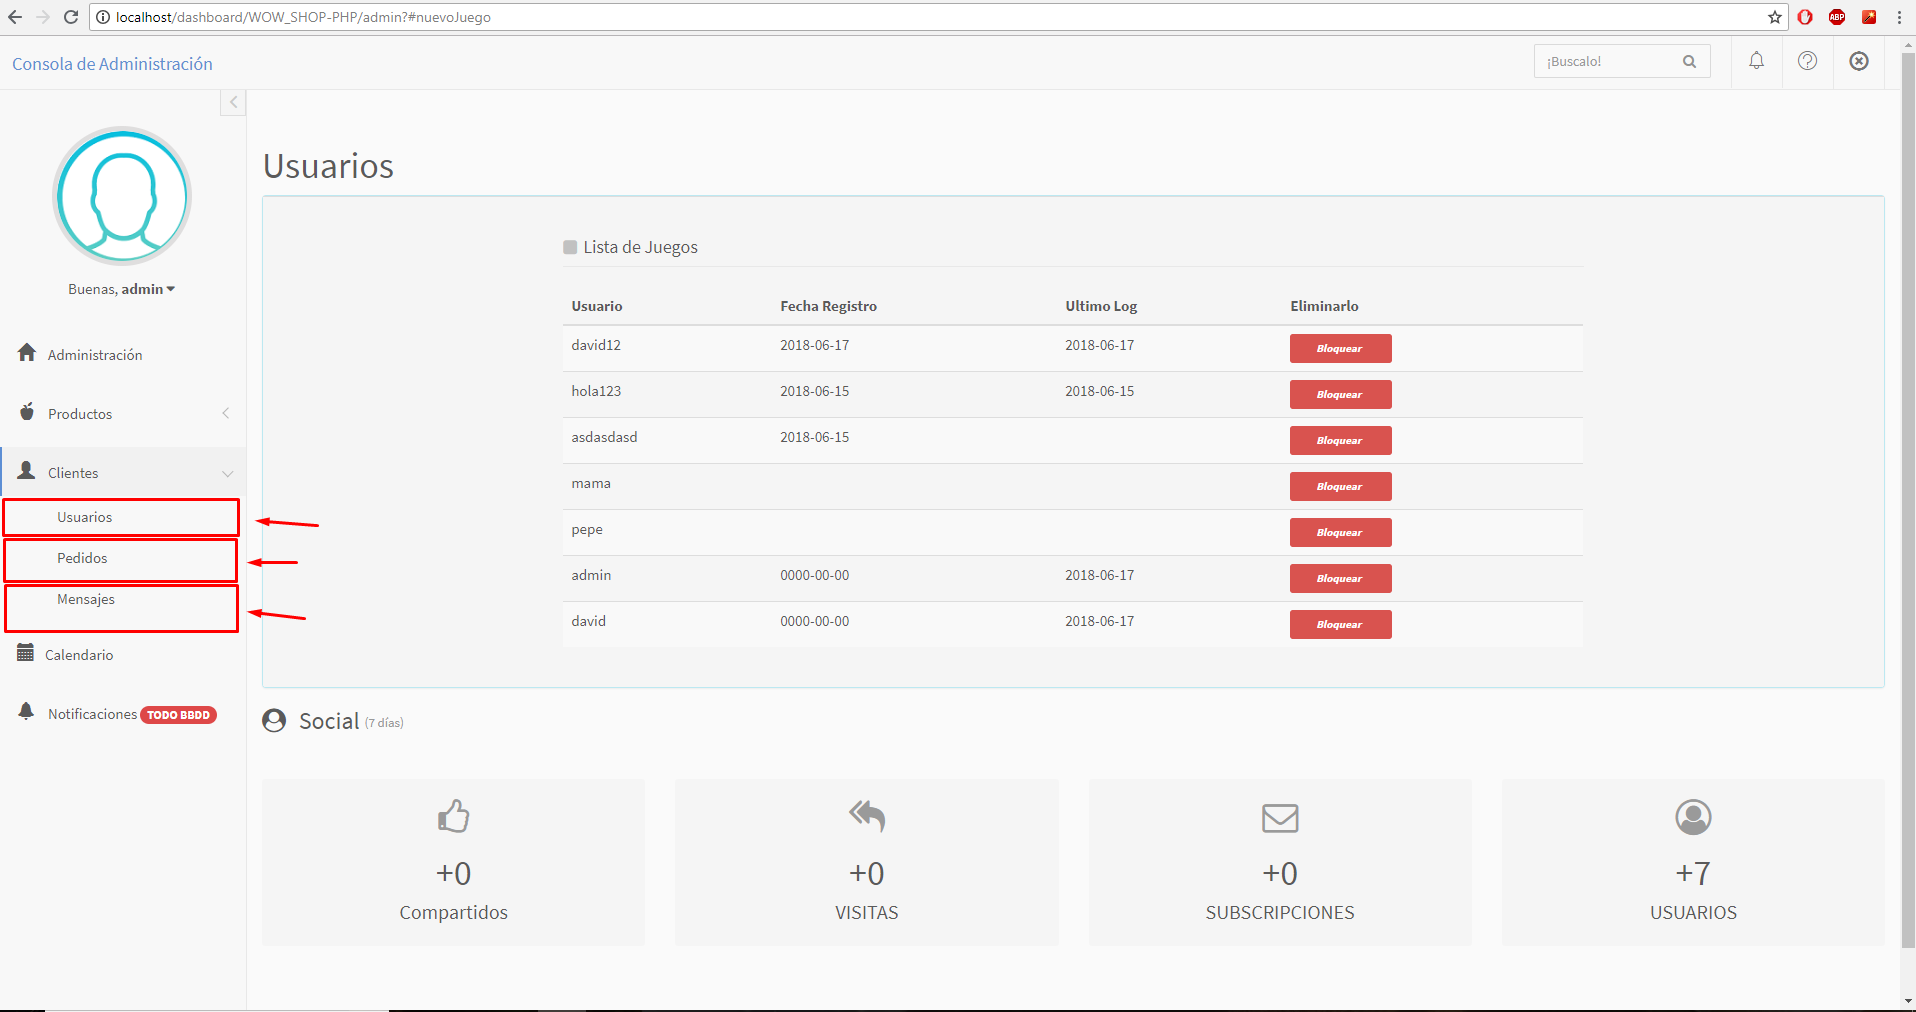 localhost/dashboard/WOW_SHOP-PHP/admin?#nuevoJuego
ABP
Consola de Administración
¡Buscalo!
Buenas, admin
Administración
Productos
Clientes
Usuarios
Pedidos
Mensajes
Calendario
Notificaciones TODO BBDD
Usuarios
Lista de Juegos
Usuario Fecha Registro Ultimo Log Eliminarlo
david12 2018-06-17 2018-06-17 Bloquear
hola123 2018-06-15 2018-06-15 Bloquear
asdasdasd 2018-06-15 Bloquear
mama Bloquear
pepe Bloquear
admin 0000-00-00 2018-06-17 Bloquear
david 0000-00-00 2018-06-17 Bloquear
Social (7 días)
+0
Compartidos
+0
VISITAS
+0
SUBSCRIPCIONES
+7
USUARIOS